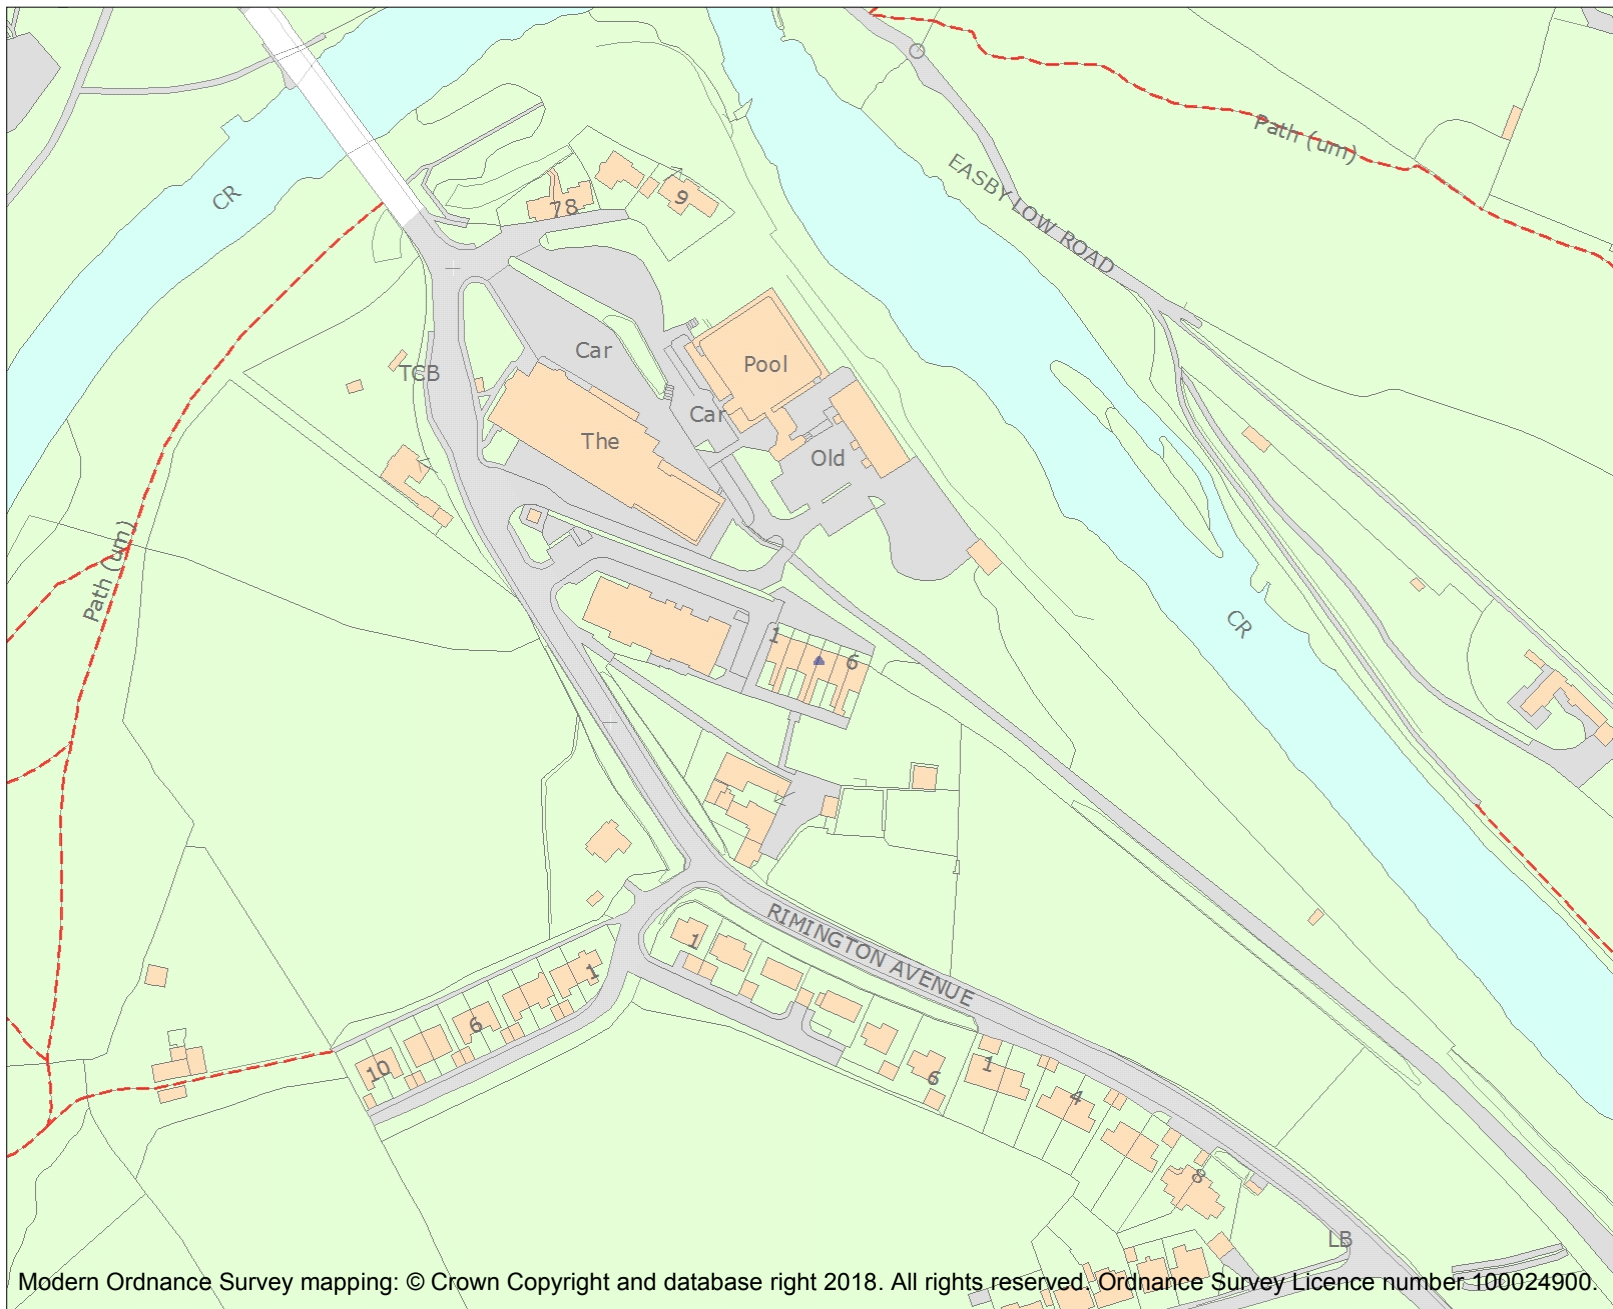 Path (um)
EASBY LOW ROAD
CR
9
78
Car
Pool
TCB
Car
The
Old
Path (um)
CR
1
6
RIMINGTON AVENUE
1
1
6
10
6
1
4
8
LB
Modern Ordnance Survey mapping: © Crown Copyright and database right 2018. All rights reserved. Ordnance Survey Licence number 100024900.